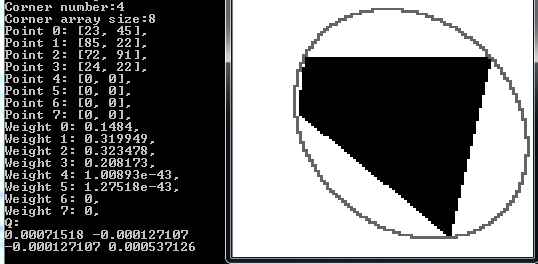 Corner number:4
Corner array size:8
Point 0: [23, 45],
Point 1: [85, 22],
Point 2: [72, 91],
Point 3: [24, 22],
Point 4: [0, 0],
Point 5: [0, 0],
Point 6: [0, 0],
Point 7: [0, 0],
Weight 0: 0.1484,
Weight 1: 0.319949,
Weight 2: 0.323478,
Weight 3: 0.208173,
Weight 4: 1.00893e-43,
Weight 5: 1.27518e-43,
Weight 6: 0,
Weight 7: 0,
Q:
0.00071518 -0.000127107
-0.000127107 0.000537126